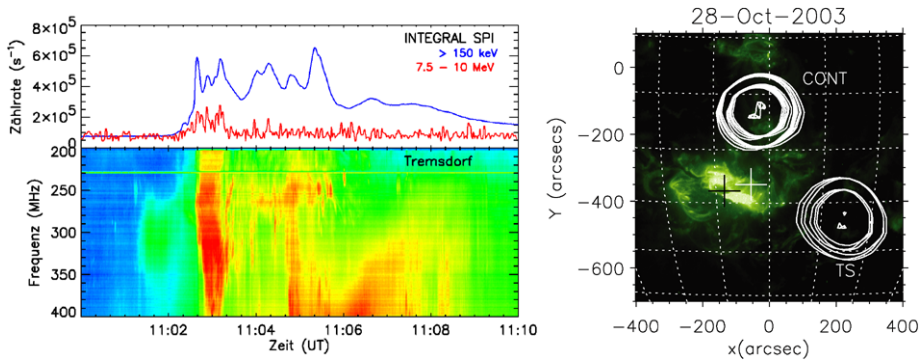 8×10⁵
6×10⁵
4×10⁵
2×10⁵
0
Zählrate (s⁻¹)
INTEGRAL SPI
> 150 keV
7.5 – 10 MeV
200
250
300
350
400
Frequenz (MHz)
Tremsdorf
11:02
11:04
11:06
11:08
11:10
Zeit (UT)
28-Oct-2003
0
-200
-400
-600
Y (arcsecs)
CONT
TS
-400
-200
0
200
400
x(arcsec)